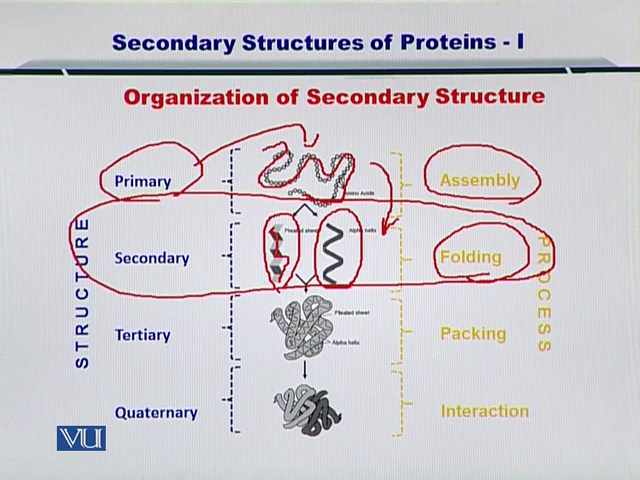 Secondary Structures of Proteins - I
Organization of Secondary Structure
Primary
Assembly
Amino Acids
STRUCTURE
Secondary
Pleated sheet
Alpha helix
Folding
PROCESS
Tertiary
Pleated sheet
Alpha helix
Packing
Quaternary
Interaction
VU